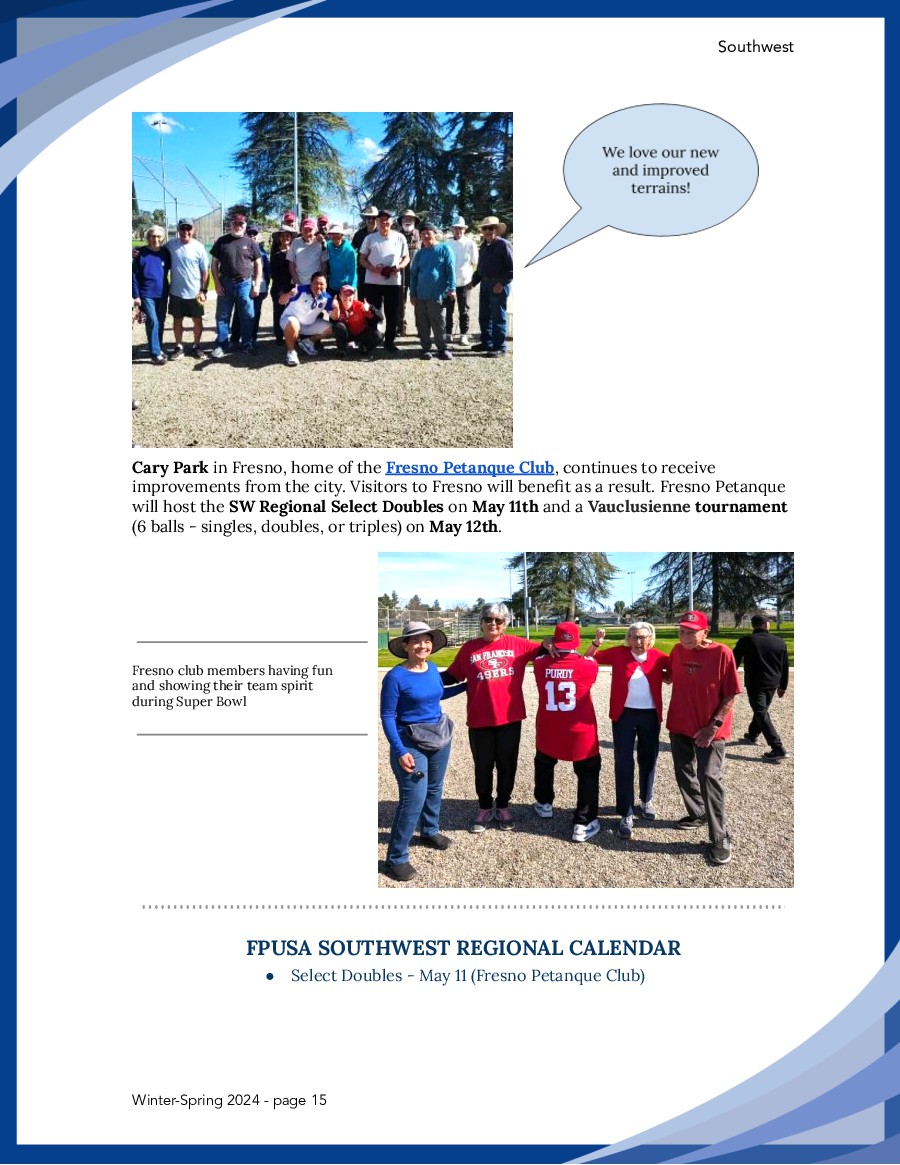 Southwest
We love our new
and improved
terrains!
Cary Park in Fresno, home of the Fresno Petanque Club, continues to receive
improvements from the city. Visitors to Fresno will benefit as a result. Fresno Petanque
will host the SW Regional Select Doubles on May 11th and a Vauclusienne tournament
(6 balls - singles, doubles, or triples) on May 12th.
Fresno club members having fun
and showing their team spirit
during Super Bowl
SAN FRANCISCO
49ERS
PURDY
13
FPUSA SOUTHWEST REGIONAL CALENDAR
● Select Doubles - May 11 (Fresno Petanque Club)
Winter-Spring 2024 - page 15